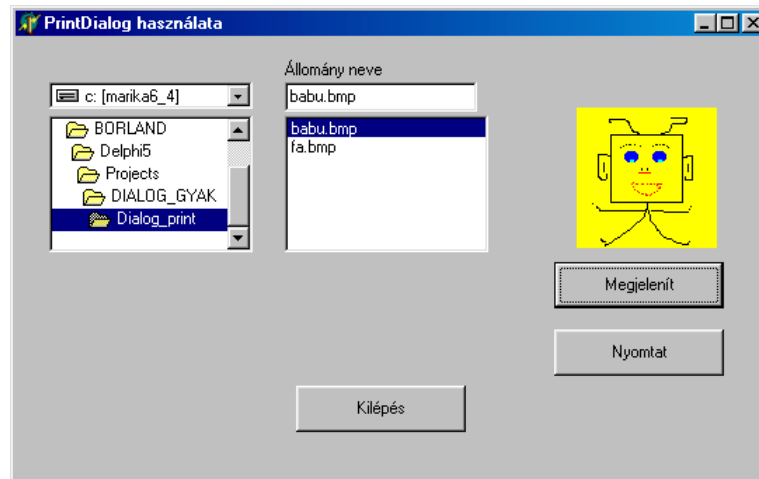 PrintDialog használata
Állomány neve
c: [marika6_4]
babu.bmp
BORLAND
Delphi5
Projects
DIALOG_GYAK
Dialog_print
babu.bmp
fa.bmp
Megjelenít
Nyomtat
Kilépés